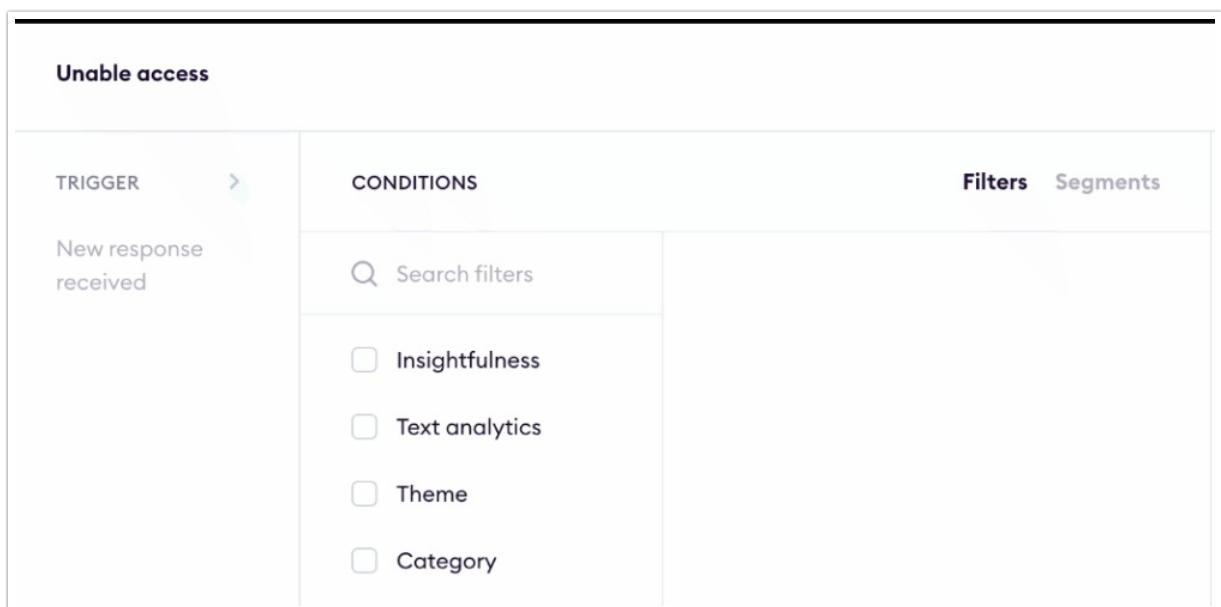 Unable access
TRIGGER
New response
received
CONDITIONS
Filters Segments
Search filters
Insightfulness
Text analytics
Theme
Category